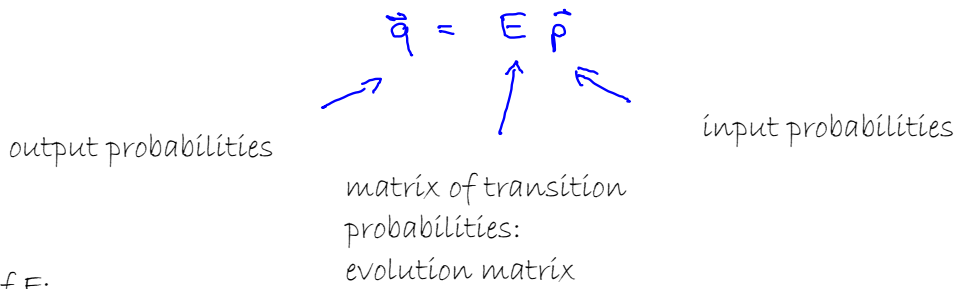 q⃗ = E p⃗
output probabilities
input probabilities
matrix of transition
probabilities:
evolution matrix
f E: